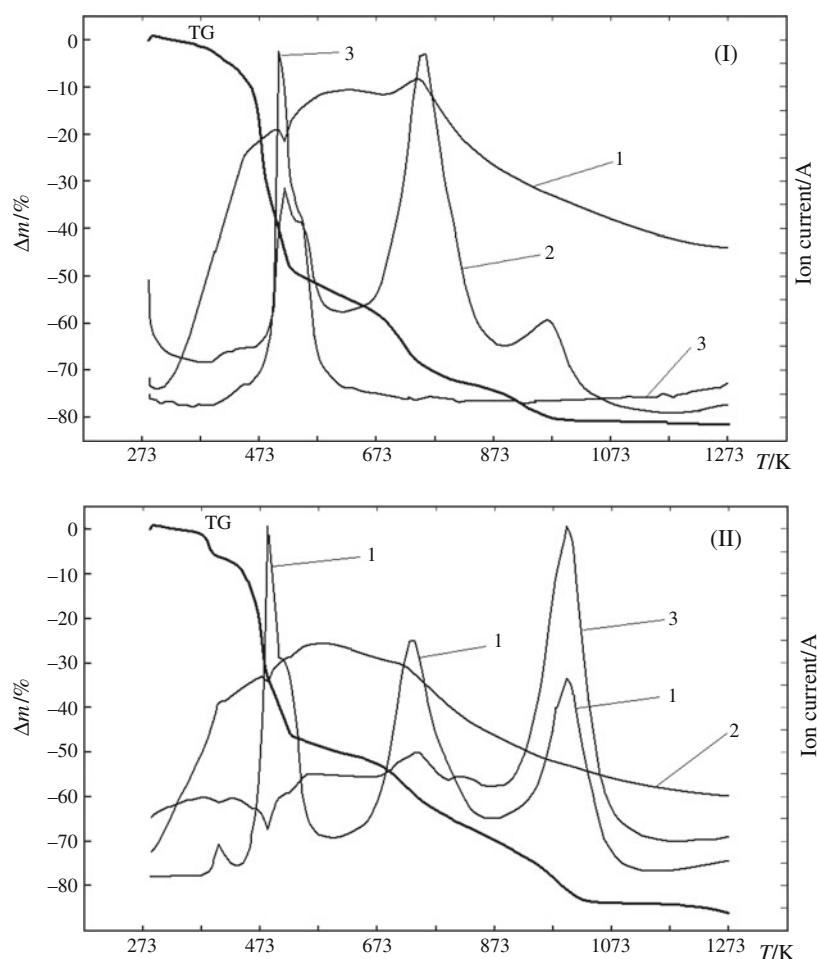 TG
3
(I)
0
–10
–20
–30
–40
–50
–60
–70
–80
Δm/%
1
2
3
Ion current/A
273 473 673 873 1073 1273
T/K
TG
1
(II)
0
–10
–20
–30
–40
–50
–60
–70
–80
Δm/%
1
3
1
2
Ion current/A
273 473 673 873 1073 1273
T/K